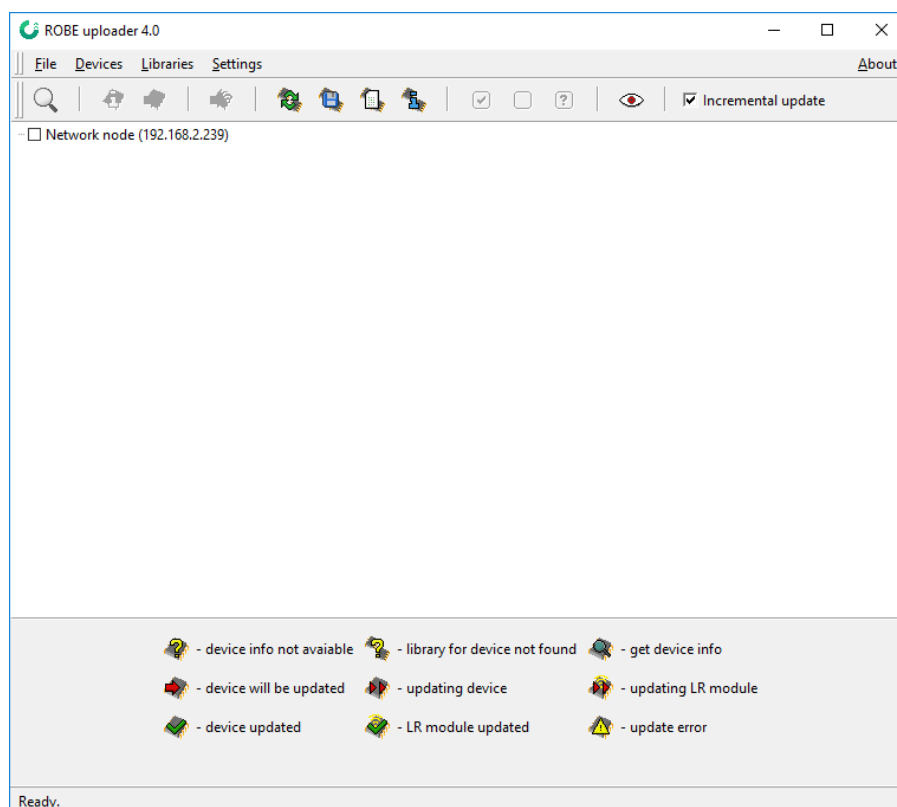 ROBE uploader 4.0
File Devices Libraries Settings About
Incremental update
Network node (192.168.2.239)
- device info not avaiable - library for device not found - get device info
- device will be updated - updating device - updating LR module
- device updated - LR module updated - update error
Ready.